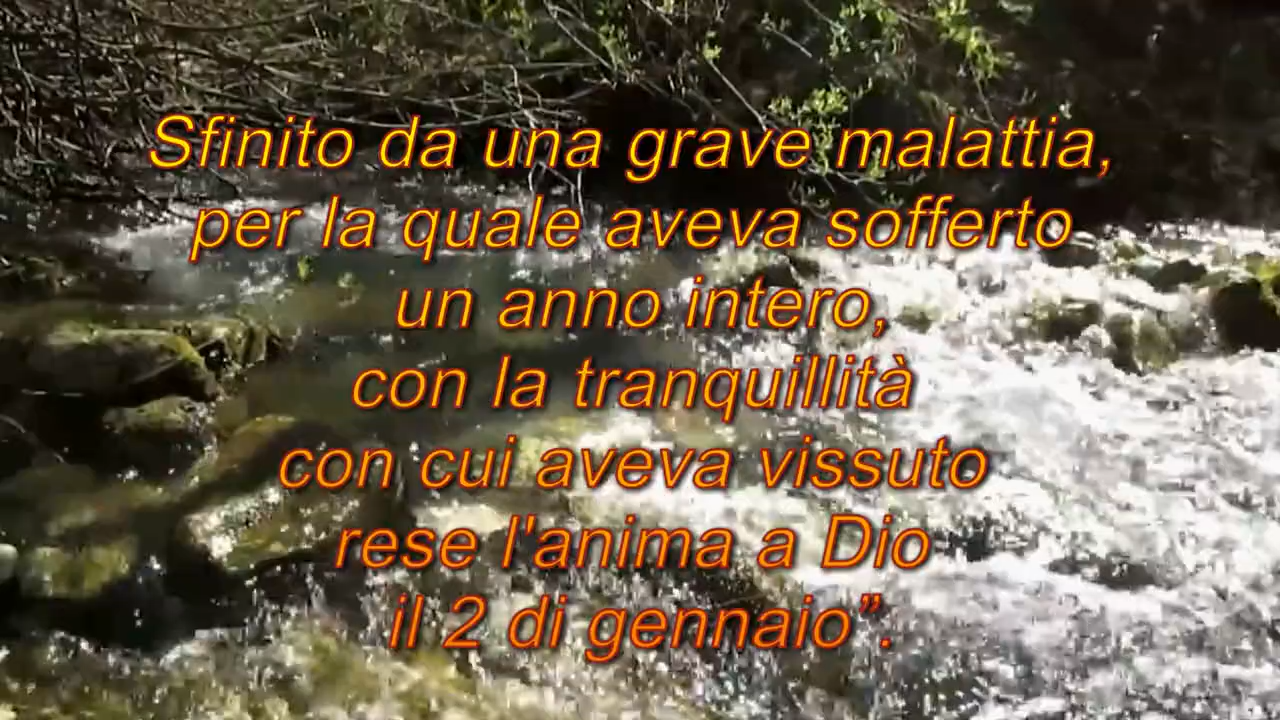 Sfinito da una grave malattia,
per la quale aveva sofferto
un anno intero,
con la tranquillità
con cui aveva vissuto
rese l'anima a Dio
il 2 di gennaio”.